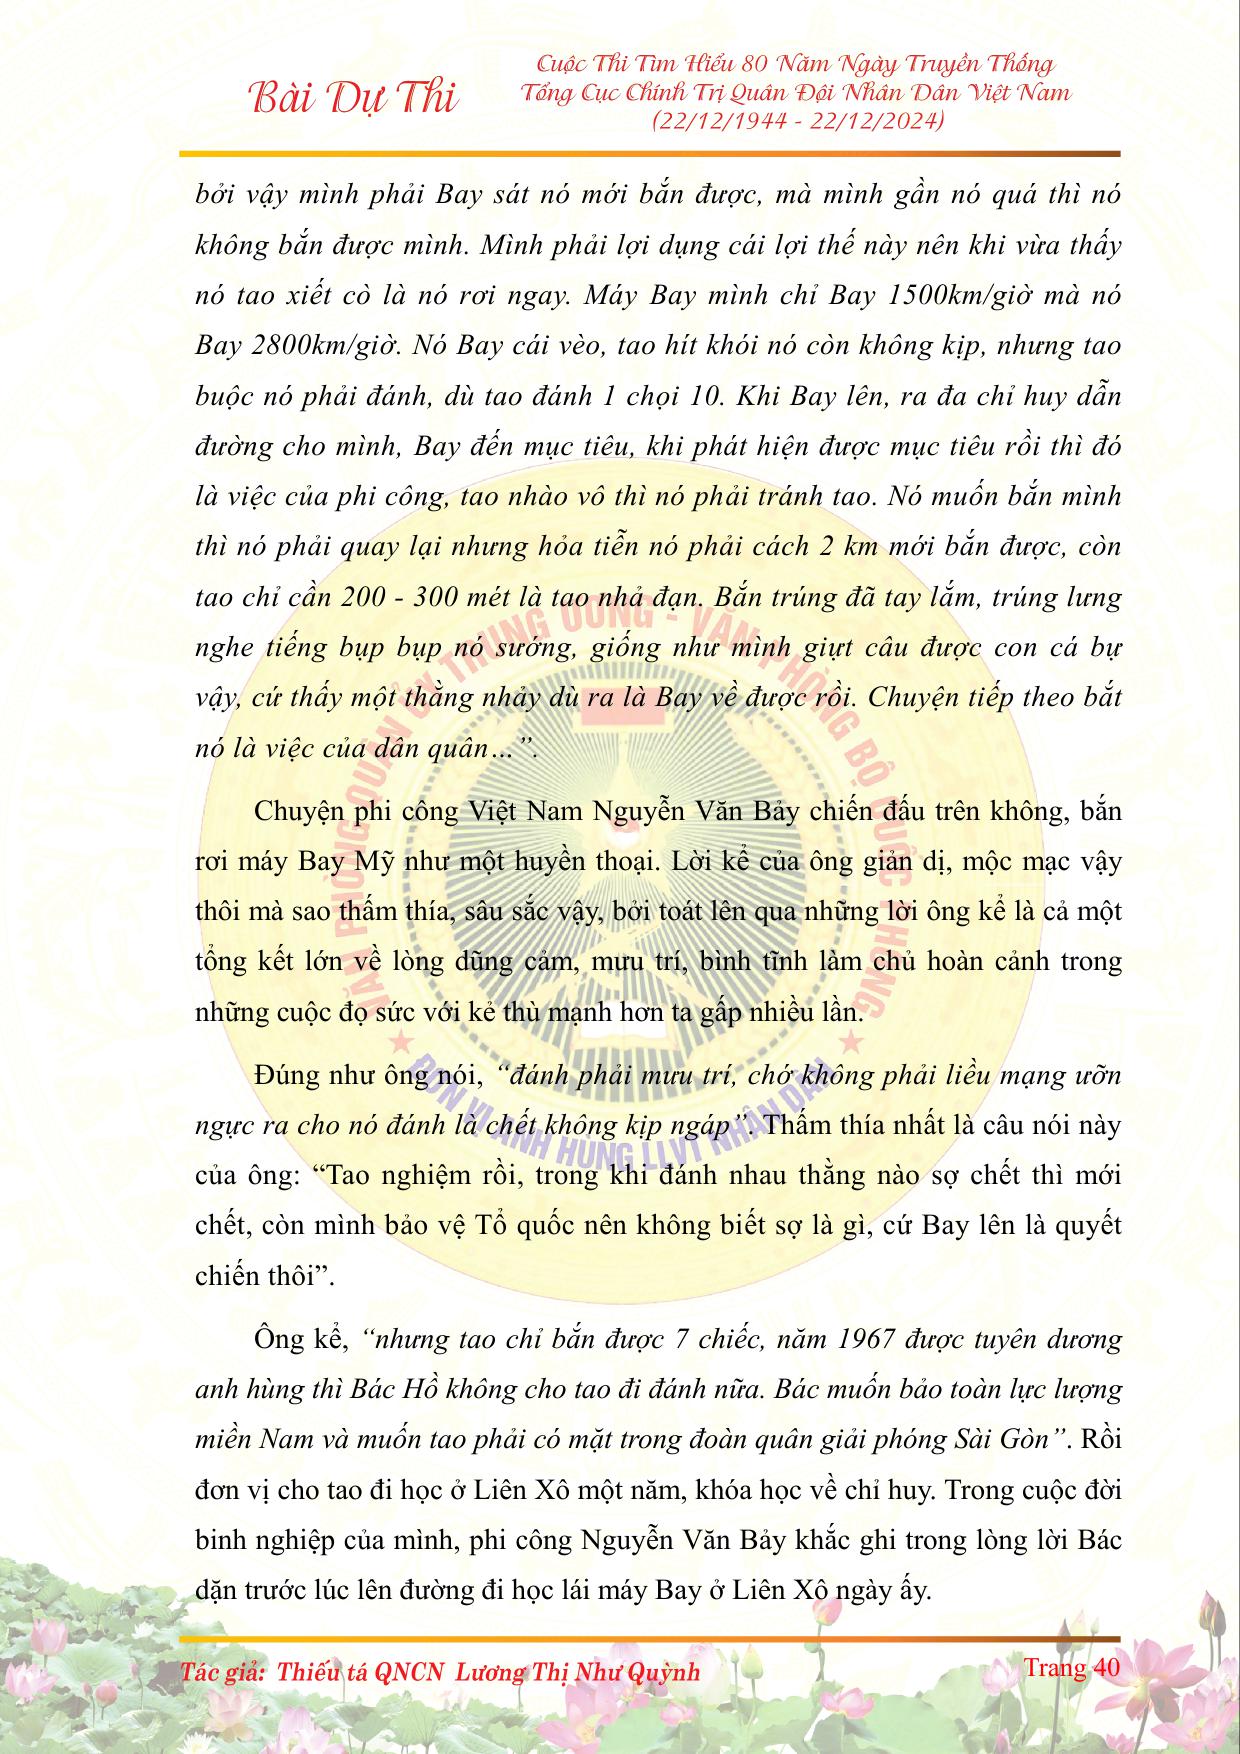 Bài Dự Thi
Cuộc Thi Tìm Hiểu 80 Năm Ngày Truyền Thống
Tổng Cục Chính Trị Quân Đội Nhân Dân Việt Nam
(22/12/1944 - 22/12/2024)
bởi vậy mình phải Bay sát nó mới bắn được, mà mình gần nó quá thì nó
không bắn được mình. Mình phải lợi dụng cái lợi thế này nên khi vừa thấy
nó tao xiết cò là nó rơi ngay. Máy Bay mình chỉ Bay 1500km/giờ mà nó
Bay 2800km/giờ. Nó Bay cái vèo, tao hít khói nó còn không kịp, nhưng tao
buộc nó phải đánh, dù tao đánh 1 chọi 10. Khi Bay lên, ra đa chỉ huy dẫn
đường cho mình, Bay đến mục tiêu, khi phát hiện được mục tiêu rồi thì đó
là việc của phi công, tao nhào vô thì nó phải tránh tao. Nó muốn bắn mình
thì nó phải quay lại nhưng hỏa tiễn nó phải cách 2 km mới bắn được, còn
tao chỉ cần 200 - 300 mét là tao nhả đạn. Bắn trúng đã tay lắm, trúng lưng
nghe tiếng bụp bụp nó sướng, giống như mình giựt câu được con cá bự
vậy, cứ thấy một thằng nhảy dù ra là Bay về được rồi. Chuyện tiếp theo bắt
nó là việc của dân quân…”.
Chuyện phi công Việt Nam Nguyễn Văn Bảy chiến đấu trên không, bắn
rơi máy Bay Mỹ như một huyền thoại. Lời kể của ông giản dị, mộc mạc vậy
thôi mà sao thấm thía, sâu sắc vậy, bởi toát lên qua những lời ông kể là cả một
tổng kết lớn về lòng dũng cảm, mưu trí, bình tĩnh làm chủ hoàn cảnh trong
những cuộc đọ sức với kẻ thù mạnh hơn ta gấp nhiều lần.
Đúng như ông nói, “đánh phải mưu trí, chớ không phải liều mạng ưỡn
ngực ra cho nó đánh là chết không kịp ngáp”. Thấm thía nhất là câu nói này
của ông: “Tao nghiệm rồi, trong khi đánh nhau thằng nào sợ chết thì mới
chết, còn mình bảo vệ Tổ quốc nên không biết sợ là gì, cứ Bay lên là quyết
chiến thôi”.
Ông kể, “nhưng tao chỉ bắn được 7 chiếc, năm 1967 được tuyên dương
anh hùng thì Bác Hồ không cho tao đi đánh nữa. Bác muốn bảo toàn lực lượng
miền Nam và muốn tao phải có mặt trong đoàn quân giải phóng Sài Gòn”. Rồi
đơn vị cho tao đi học ở Liên Xô một năm, khóa học về chỉ huy. Trong cuộc đời
binh nghiệp của mình, phi công Nguyễn Văn Bảy khắc ghi trong lòng lời Bác
dặn trước lúc lên đường đi học lái máy Bay ở Liên Xô ngày ấy.
VĂN PHÒNG QUÂN ỦY TRUNG ƯƠNG - VĂN PHÒNG BỘ QUỐC PHÒNG
ĐƠN VỊ ANH HÙNG LLVT NHÂN DÂN
Tác giả: Thiếu tá QNCN Lương Thị Như Quỳnh
Trang 40